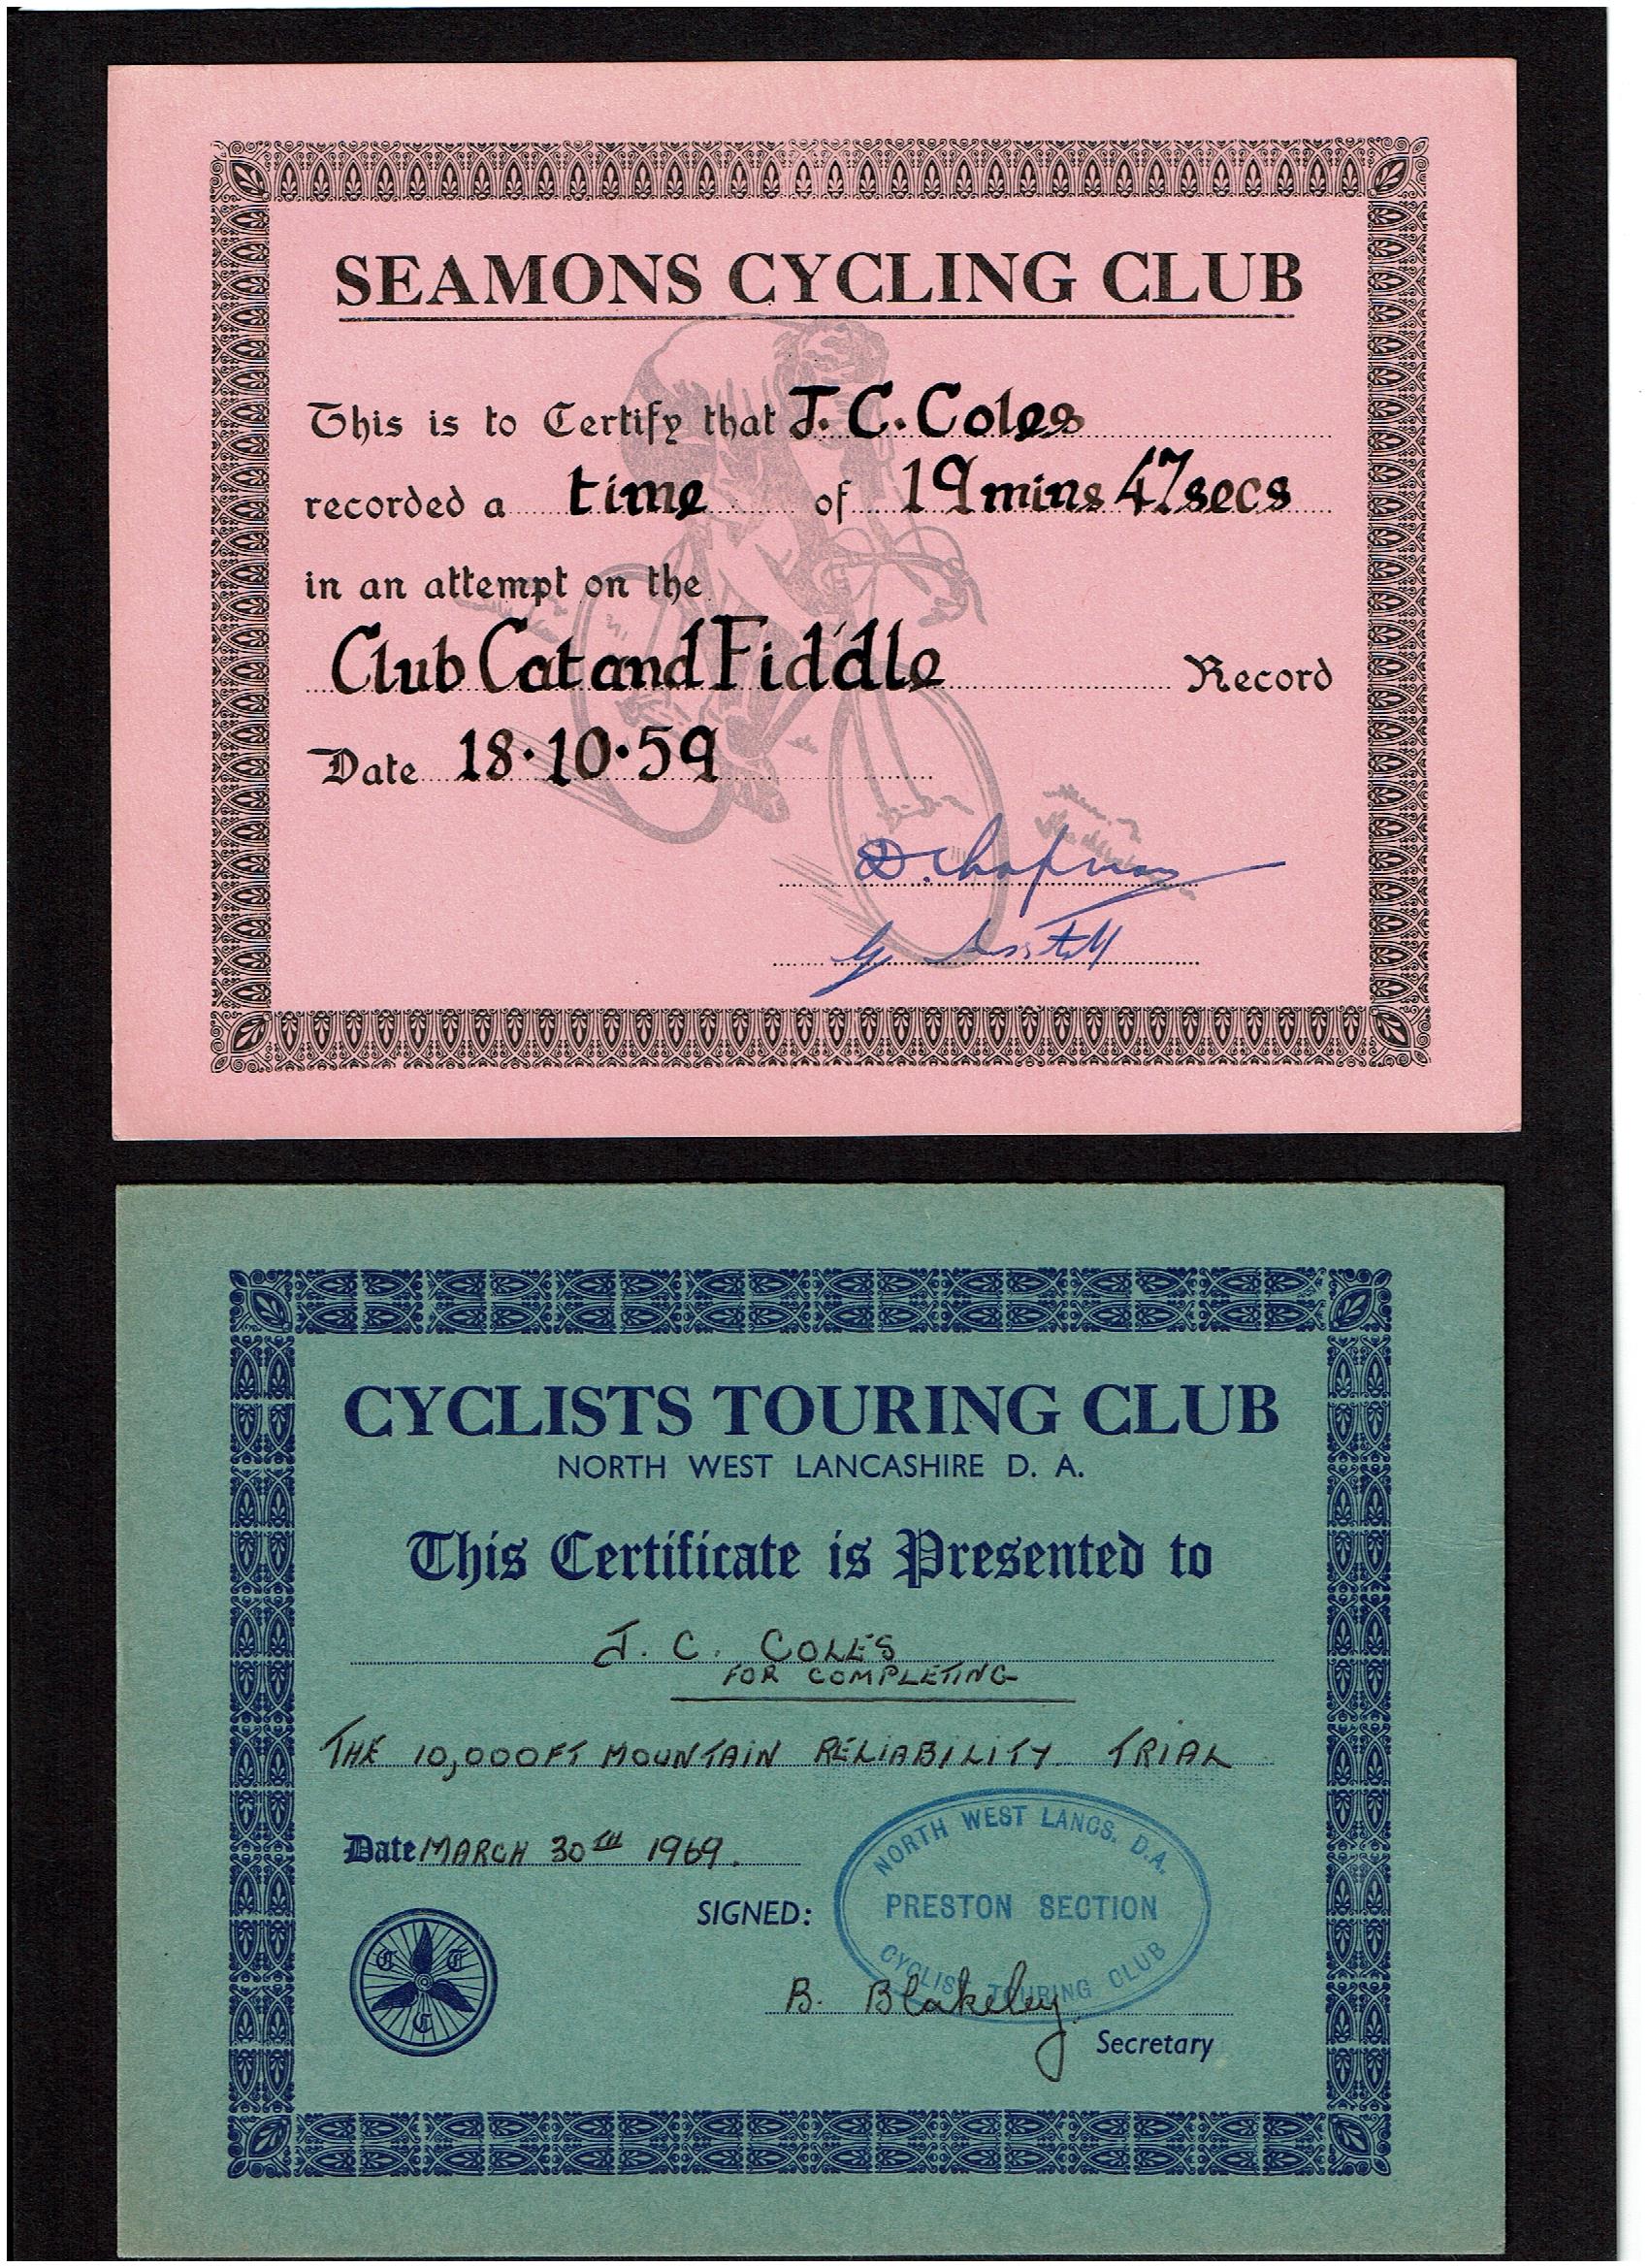 SEAMONS CYCLING CLUB
This is to Certify that J. C. Coles
recorded a time of 19 mins 47 secs
in an attempt on the
Club Cat and Fiddle Record
Date 18·10·59
D. Chapman
CYCLISTS TOURING CLUB
NORTH WEST LANCASHIRE D. A.
This Certificate is Presented to
J. C. COLES
FOR COMPLETING
THE 10,000FT MOUNTAIN RELIABILITY TRIAL
Date MARCH 30TH 1969.
NORTH WEST LANCS. D.A.
PRESTON SECTION
CYCLISTS TOURING CLUB
SIGNED:
C T C
B. Blakeley
Secretary